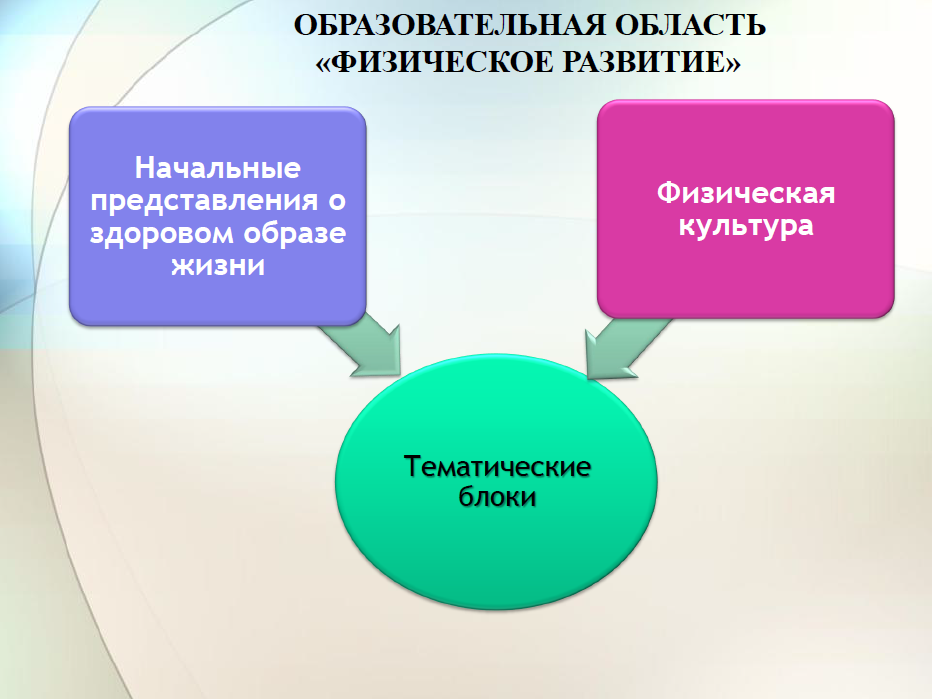 ОБРАЗОВАТЕЛЬНАЯ ОБЛАСТЬ
«ФИЗИЧЕСКОЕ РАЗВИТИЕ»
Начальные
представления о
здоровом образе
жизни
Физическая
культура
Тематические
блоки